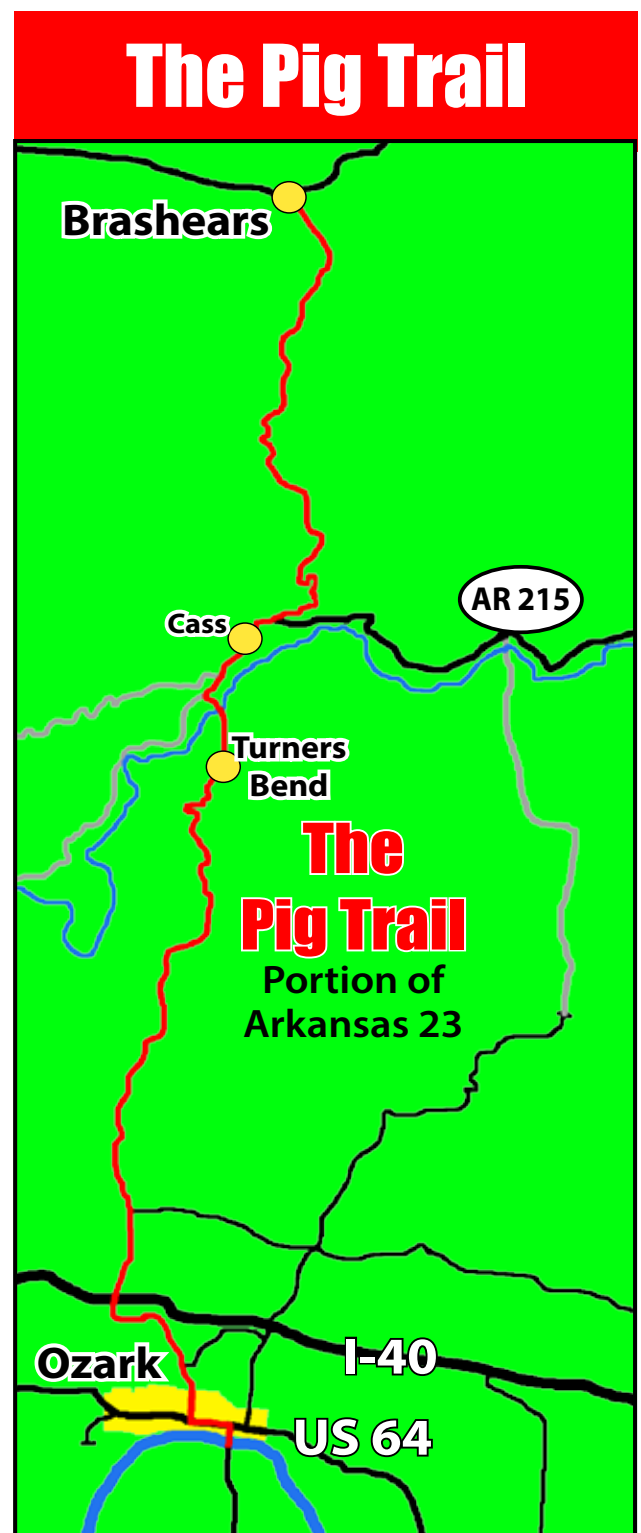 The Pig Trail
Brashears
AR 215
Cass
Turners
Bend
The
Pig Trail
Portion of
Arkansas 23
I-40
Ozark
US 64